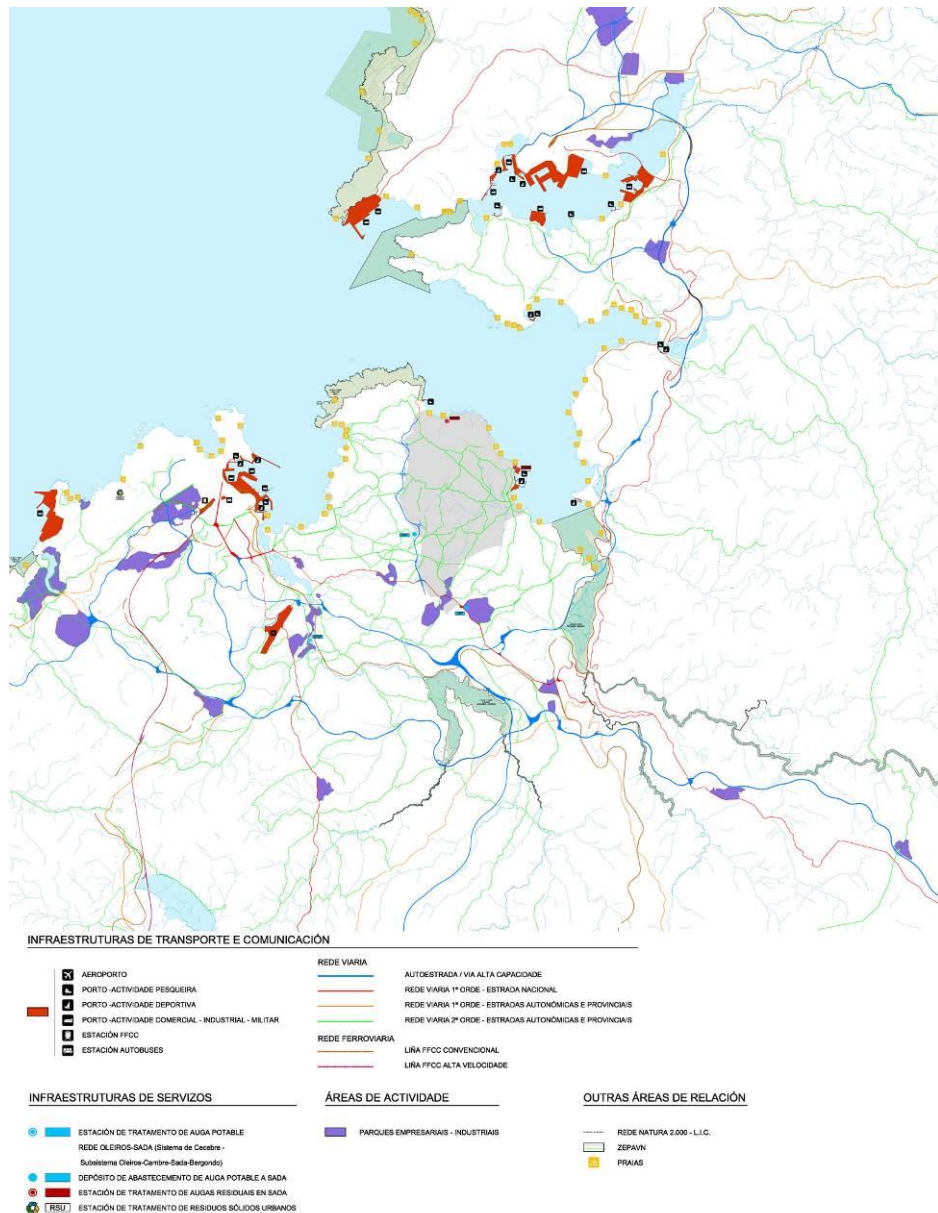 INFRAESTRUTURAS DE TRANSPORTE E COMUNICACIÓN
AEROPORTO
PORTO -ACTIVIDADE PESQUEIRA
PORTO -ACTIVIDADE DEPORTIVA
PORTO -ACTIVIDADE COMERCIAL - INDUSTRIAL - MILITAR
ESTACIÓN FFCC
ESTACIÓN AUTOBUSES
REDE VIARIA
AUTOESTRADA / VIA ALTA CAPACIDADE
REDE VIARIA 1ª ORDE - ESTRADA NACIONAL
REDE VIARIA 1ª ORDE - ESTRADAS AUTONÓMICAS E PROVINCIAIS
REDE VIARIA 2ª ORDE - ESTRADAS AUTONÓMICAS E PROVINCIAIS
REDE FERROVIARIA
LIÑA FFCC CONVENCIONAL
LIÑA FFCC ALTA VELOCIDADE
INFRAESTRUTURAS DE SERVIZOS
ESTACIÓN DE TRATAMENTO DE AUGA POTABLE
REDE OLEIROS-SADA (Sistema de Cecebre -
Subsistema Oleiros-Cambre-Sada-Bergondo)
DEPÓSITO DE ABASTECEMENTO DE AUGA POTABLE A SADA
ESTACIÓN DE TRATAMENTO DE AUGAS RESIDUAIS EN SADA
RSU ESTACIÓN DE TRATAMENTO DE RESIDUOS SÓLIDOS URBANOS
ÁREAS DE ACTIVIDADE
PARQUES EMPRESARIAIS - INDUSTRIAIS
OUTRAS ÁREAS DE RELACIÓN
REDE NATURA 2.000 - L.I.C.
ZEPAVN
PRAIAS